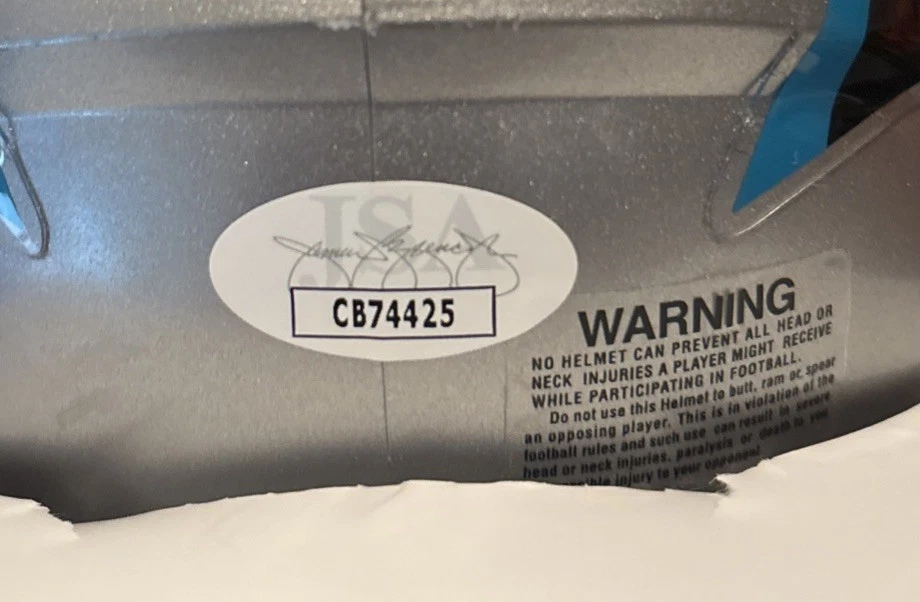 JSA
James Spence
CB74425
WARNING
NO HELMET CAN PREVENT ALL HEAD OR
NECK INJURIES A PLAYER MIGHT RECEIVE
WHILE PARTICIPATING IN FOOTBALL.
Do not use this Helmet to butt, ram or spear
an opposing player. This is in violation of the
football rules and such use can result in severe
head or neck injuries, paralysis or death to you
injury to your opponent